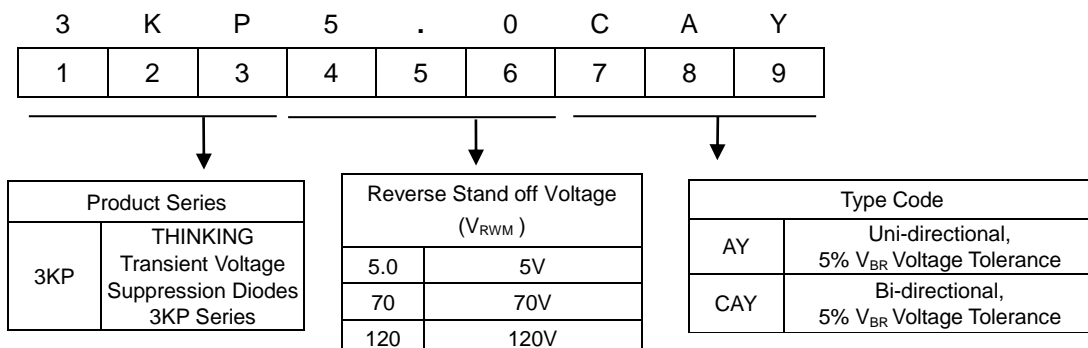 3 K P 5 . 0 C A Y
1 2 3 4 5 6 7 8 9
Product Series
3KP
THINKING
Transient Voltage
Suppression Diodes
3KP Series
Reverse Stand off Voltage
(VRWM )
5.0 5V
70 70V
120 120V
Type Code
AY
Uni-directional,
5% VBR Voltage Tolerance
CAY
Bi-directional,
5% VBR Voltage Tolerance